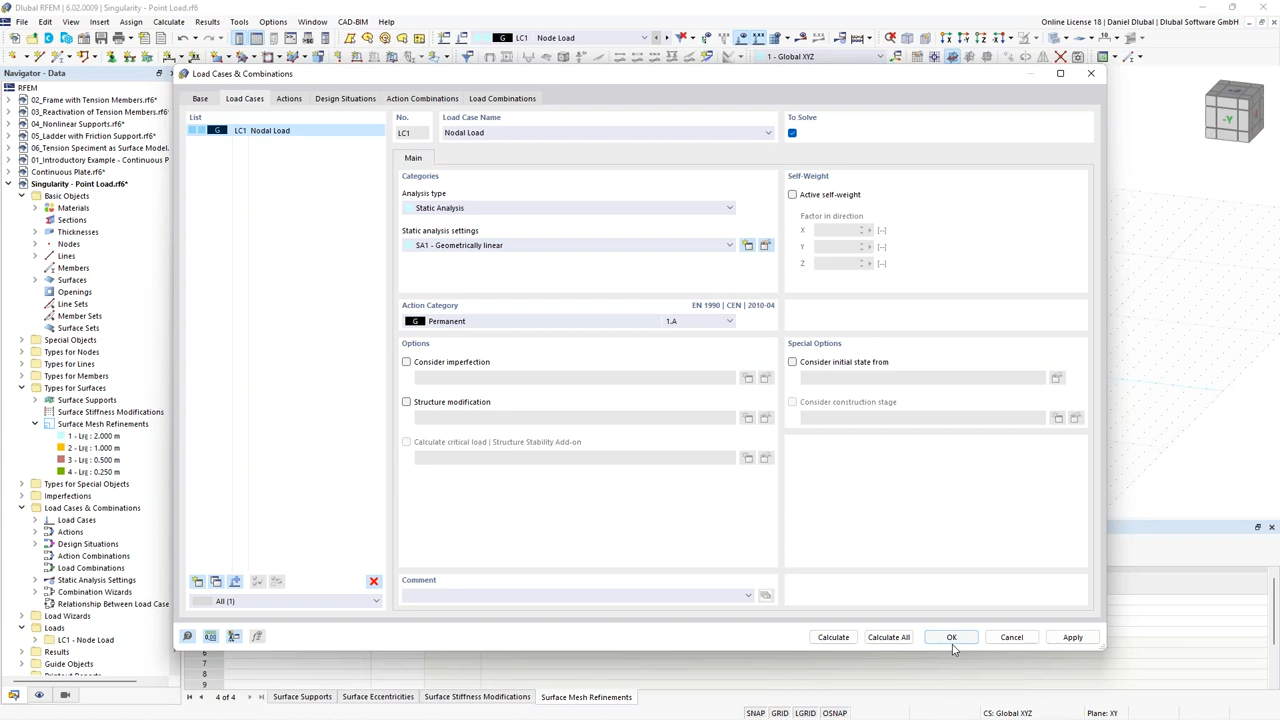 Dlubal RFEM | 6.02.0009 | Singularity - Point Load.rf6*
File Edit View Insert Assign Calculate Results Tools Options Window CAD-BIM Help
Online License 18 | Daniel Dlubal | Dlubal Software GmbH
G LC1 Node Load
1 - Global XYZ
Navigator - Data
RFEM
02_Frame with Tension Members.rf6*
03_Reactivation of Tension Member.rf6*
04_Nonlinear Supports.rf6*
05_Ladder with Friction Support.rf6*
06_Tension Speciment as Surface Model.
01_Introductory Example - Continuous P
Continuous Plate.rf6*
Singularity - Point Load.rf6*
Basic Objects
Materials
Sections
Thicknesses
Nodes
Lines
Members
Surfaces
Openings
Line Sets
Member Sets
Surface Sets
Special Objects
Types for Nodes
Types for Lines
Types for Members
Types for Surfaces
Surface Supports
Surface Stiffness Modifications
Surface Mesh Refinements
1 - LFE : 2.000 m
2 - LFE : 1.000 m
3 - LFE : 0.500 m
4 - LFE : 0.250 m
Types for Special Objects
Imperfections
Load Cases & Combinations
Load Cases
Actions
Design Situations
Action Combinations
Load Combinations
Static Analysis Settings
Combination Wizards
Relationship Between Load Case
Load Wizards
Loads
LC1 - Node Load
Results
Guide Objects
Load Cases & Combinations
Base Load Cases Actions Design Situations Action Combinations Load Combinations
List
G LC1 Nodal Load
All (1)
No.
LC1
Load Case Name
Nodal Load
To Solve
Main
Categories
Analysis type
Static Analysis
Static analysis settings
SA1 - Geometrically linear
Action Category EN 1990 | CEN | 2010-04
G Permanent 1.A
Options
Consider imperfection
Structure modification
Calculate critical load | Structure Stability Add-on
Comment
Self-Weight
Active self-weight
Factor in direction
X [--]
Y [--]
Z [--]
Special Options
Consider initial state from
Consider construction stage
Calculate Calculate All OK Cancel Apply
-Y
6
7
8
9
4 of 4 Surface Supports Surface Eccentricities Surface Stiffness Modifications Surface Mesh Refinements
SNAP GRID LGRID OSNAP CS: Global XYZ Plane: XY